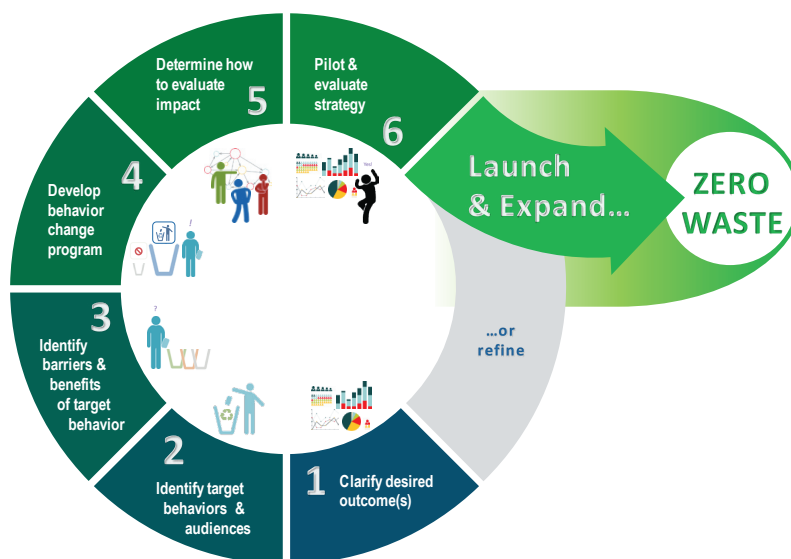 1
Clarify desired
outcome(s)
2
Identify target
behaviors &
audiences
3
Identify
barriers &
benefits
of target
behavior
?
4
Develop
behavior
change
program
!
5
Determine how
to evaluate
impact
6
Pilot &
evaluate
strategy
Launch
& Expand...
ZERO
WASTE
...or
refine